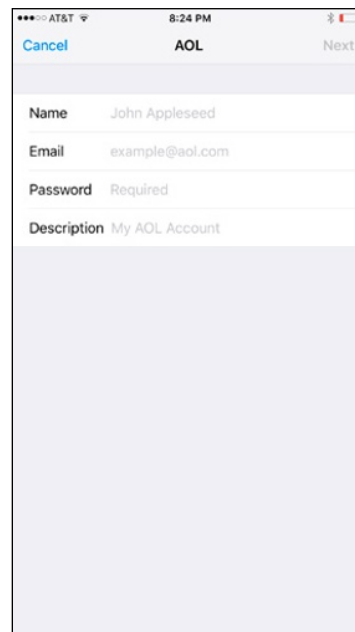 AT&T 8:24 PM
Cancel AOL Next
Name John Appleseed
Email example@aol.com
Password Required
Description My AOL Account